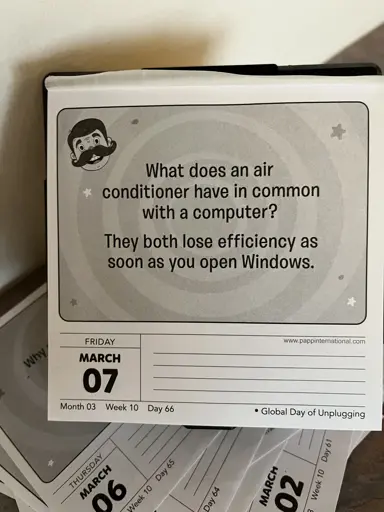 What does an air
conditioner have in common
with a computer?
They both lose efficiency as
soon as you open Windows.
FRIDAY
MARCH
07
www.pappinternational.com
Month 03 Week 10 Day 66
• Global Day of Unplugging
Why
THURSDAY
MARCH
06
Week 10 Day 65
Day 64
MARCH
02
Week 10 Day 61